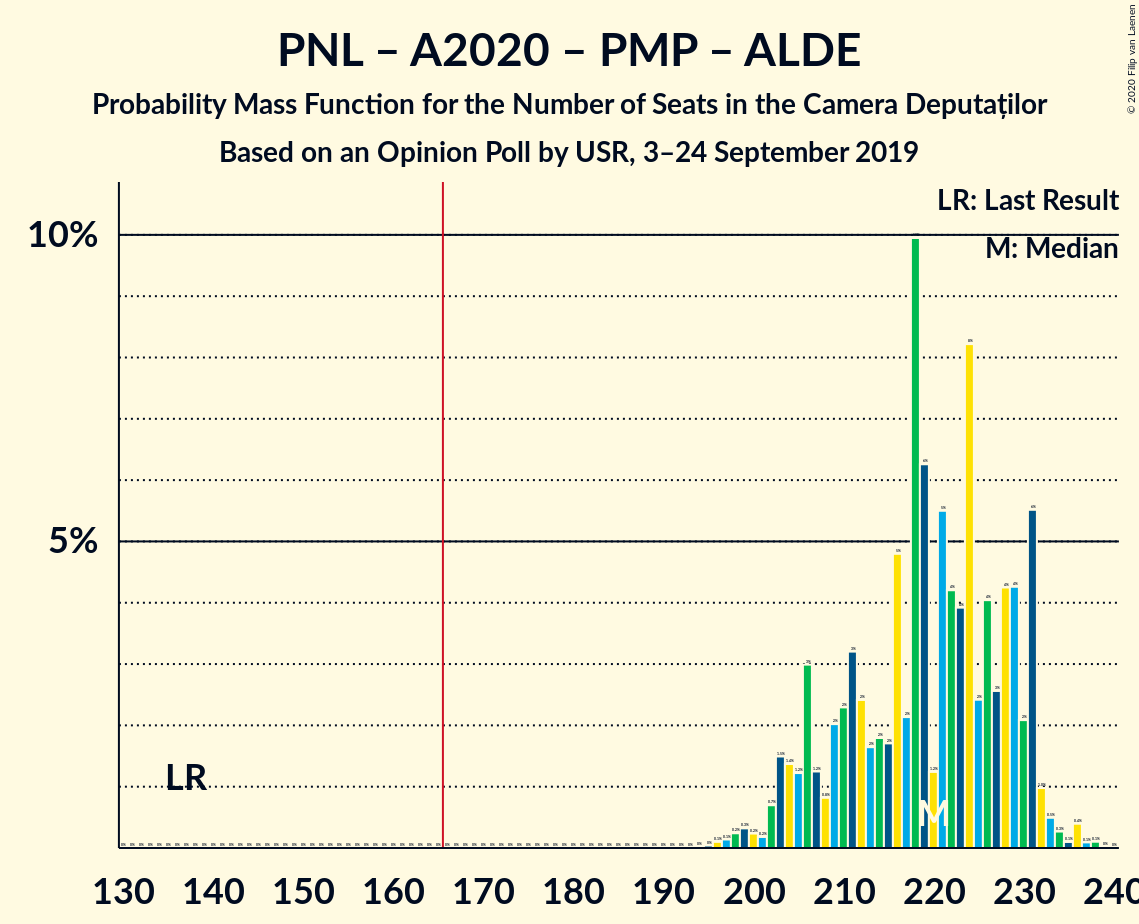 PNL – A2020 – PMP – ALDE
Probability Mass Function for the Number of Seats in the Camera Deputaților
Based on an Opinion Poll by USR, 3–24 September 2019
© 2020 Filip van Laenen
LR: Last Result
M: Median
10%
5%
LR
M
130 140 150 160 170 180 190 200 210 220 230 240